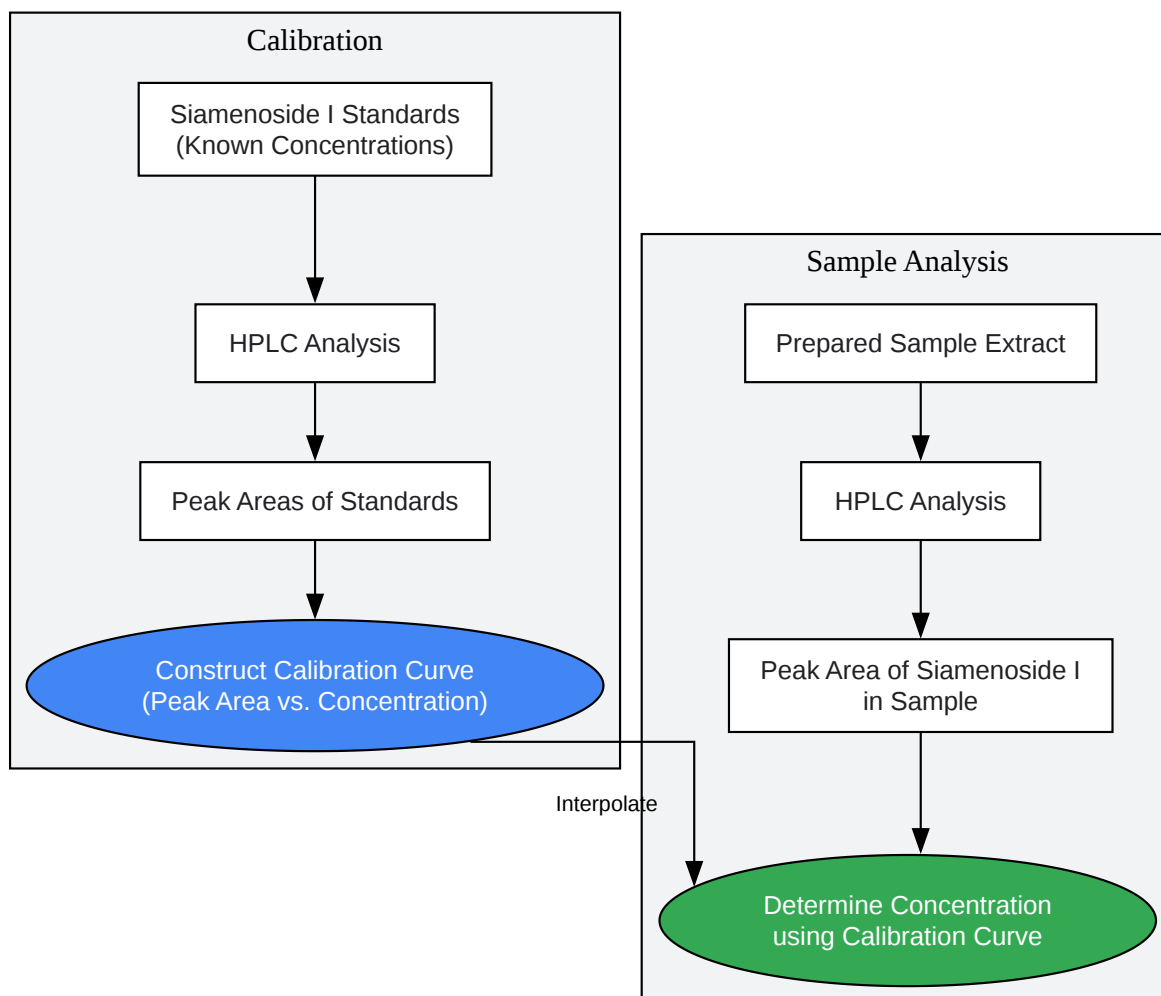 Calibration
Siamenoside I Standards
(Known Concentrations)
HPLC Analysis
Peak Areas of Standards
Construct Calibration Curve
(Peak Area vs. Concentration)
Interpolate
Sample Analysis
Prepared Sample Extract
HPLC Analysis
Peak Area of Siamenoside I
in Sample
Determine Concentration
using Calibration Curve